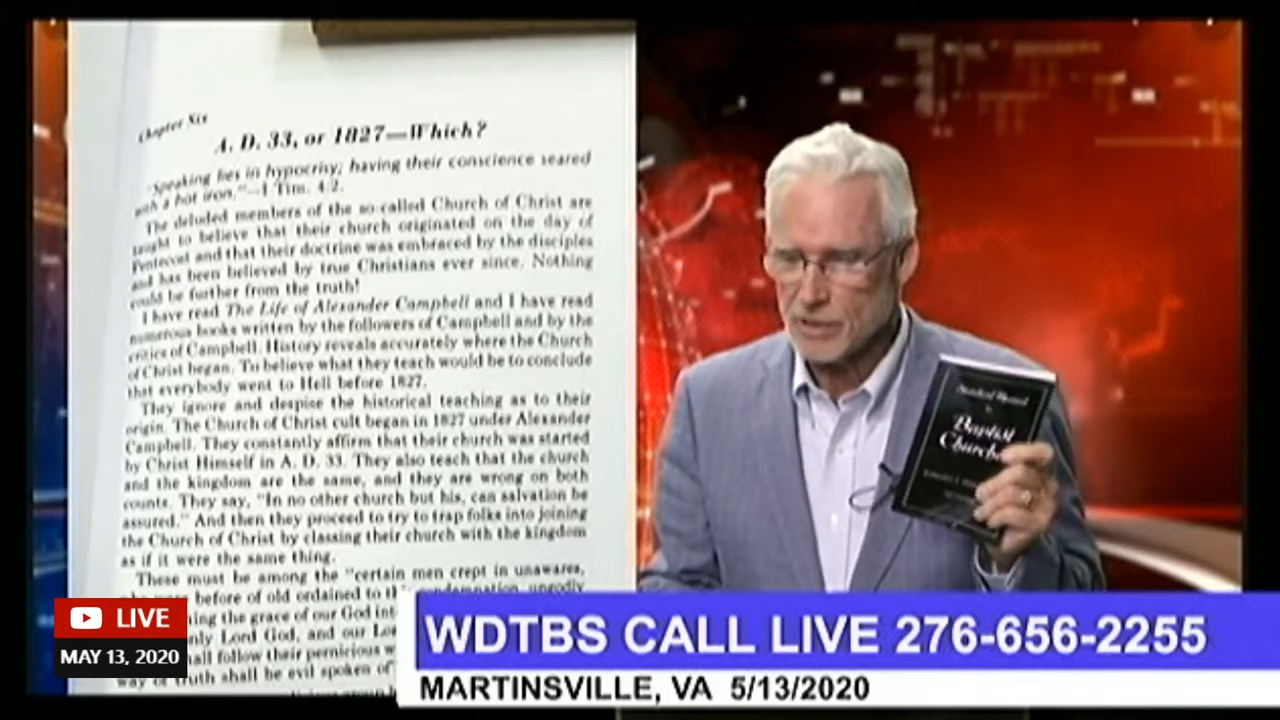 Chapter Six
A. D. 33, or 1827—Which?
"Speaking lies in hypocrisy; having their conscience seared
with a hot iron."—I Tim. 4:2.
The deluded members of the so-called Church of Christ are
taught to believe that their church originated on the day of
Pentecost and that their doctrine was embraced by the disciples
and has been believed by true Christians ever since. Nothing
could be further from the truth!
I have read The Life of Alexander Campbell and I have read
numerous books written by the followers of Campbell and by the
critics of Campbell. History reveals accurately where the Church
of Christ began. To believe what they teach would be to conclude
that everybody went to Hell before 1827.
They ignore and despise the historical teaching as to their
origin. The Church of Christ cult began in 1827 under Alexander
Campbell. They constantly affirm that their church was started
by Christ Himself in A. D. 33. They also teach that the church
and the kingdom are the same, and they are wrong on both
counts. They say, "In no other church but his, can salvation be
assured." And then they proceed to try to trap folks into joining
the Church of Christ by classing their church with the kingdom
as if it were the same thing.
These must be among the "certain men crept in unawares,
who were before of old ordained to condemnation, ungodly
the grace of our God
Lord God, and our
shall follow their pernicious
way of truth shall be evil spoken of
Baptist
LIVE
MAY 13, 2020
WDTBS CALL LIVE 276-656-2255
MARTINSVILLE, VA 5/13/2020